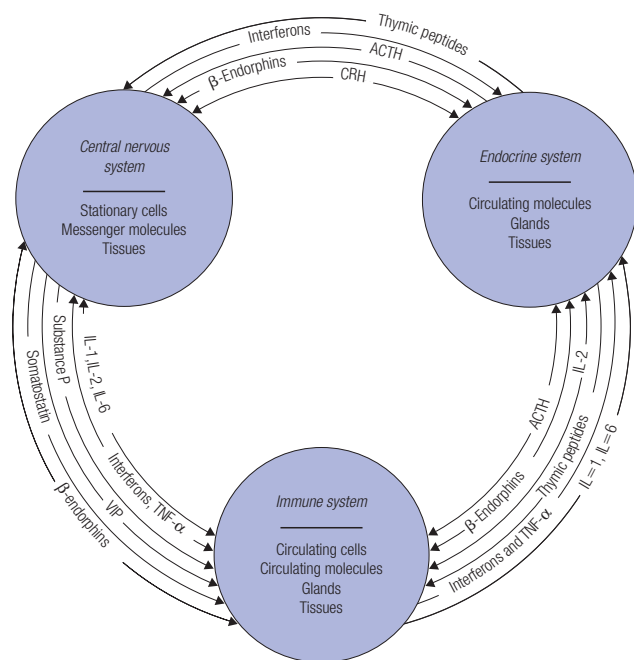 Thymic peptides
Interferons
ACTH
β-Endorphins
CRH
Central nervous
system
Stationary cells
Messenger molecules
Tissues
Endocrine system
Circulating molecules
Glands
Tissues
Somatostatin
Substance P
IL-1,IL-2, IL-6
Interferons, TNF-α
VIP
β-endorphins
IL-2
ACTH
β-Endorphins
Thymic peptides
IL=1, IL=6
Interferons and TNF-α
Immune system
Circulating cells
Circulating molecules
Glands
Tissues